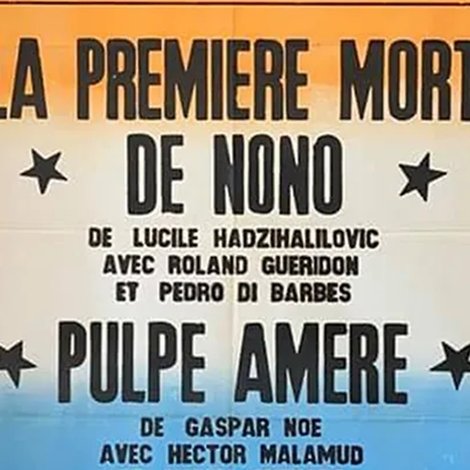 LA PREMIERE MORT
DE NONO
DE LUCILE HADZIHALILOVIC
AVEC ROLAND GUERIDON
ET PEDRO DI BARBES
PULPE AMERE
DE GASPAR NOE
AVEC HECTOR MALAMUD